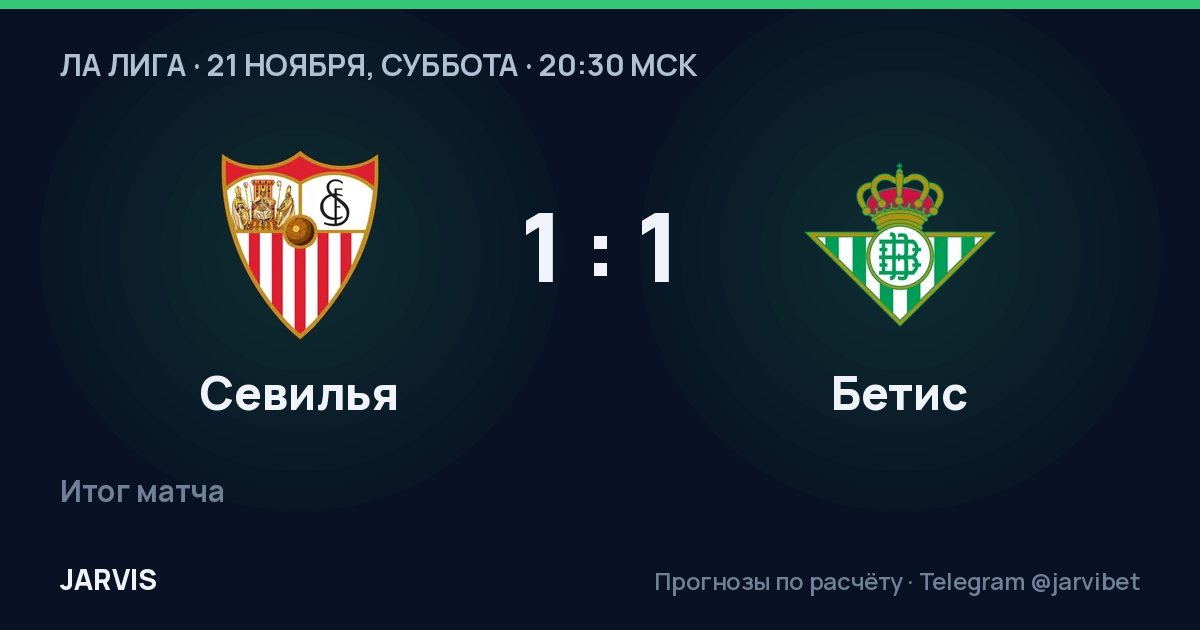 ЛА ЛИГА · 21 НОЯБРЯ, СУББОТА · 20:30 МСК
1 : 1
Севилья
Бетис
Итог матча
JARVIS
Прогнозы по расчёту · Telegram @jarvibet